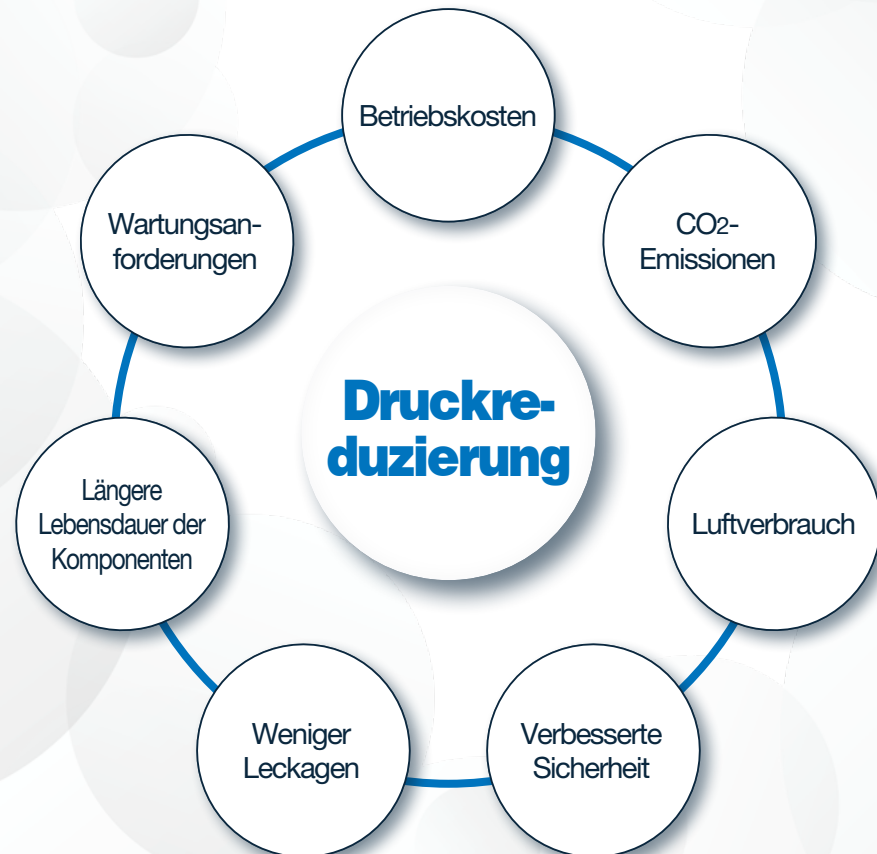 Betriebskosten
CO2-
Emissionen
Luftverbrauch
Verbesserte
Sicherheit
Weniger
Leckagen
Längere
Lebensdauer der
Komponenten
Wartungsan-
forderungen
Druckre-
duzierung